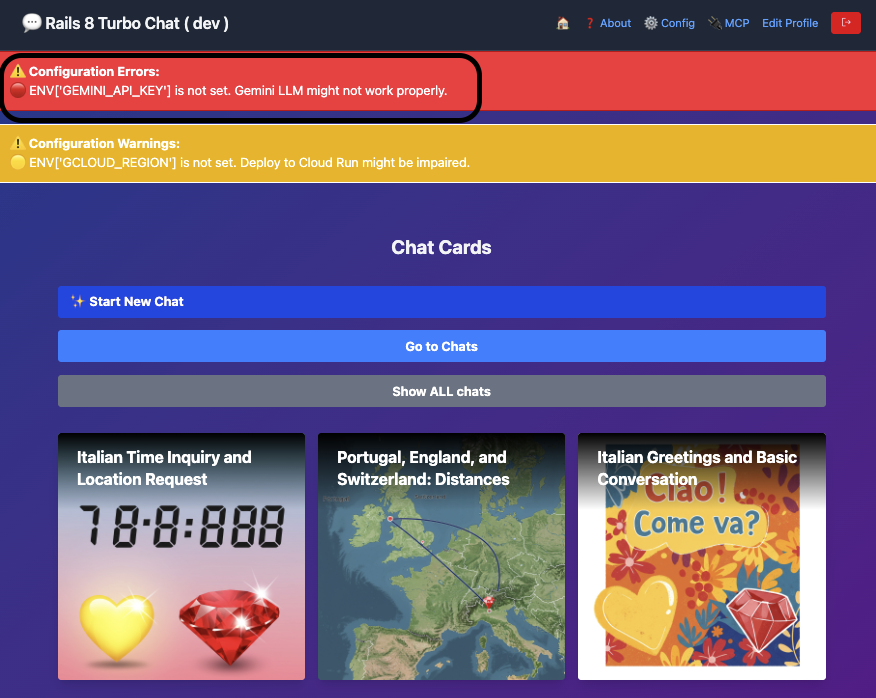 💬 Rails 8 Turbo Chat ( dev )
🏠 ❓ About ⚙️ Config 🔌 MCP Edit Profile
⚠️ Configuration Errors:
🔴 ENV['GEMINI_API_KEY'] is not set. Gemini LLM might not work properly.
⚠️ Configuration Warnings:
🟡 ENV['GCLOUD_REGION'] is not set. Deploy to Cloud Run might be impaired.
Chat Cards
✨ Start New Chat
Go to Chats
Show ALL chats
Italian Time Inquiry and
Location Request
78·8:888
Portugal, England, and
Switzerland: Distances
Italian Greetings and Basic
Conversation
Ciao!
Come va?